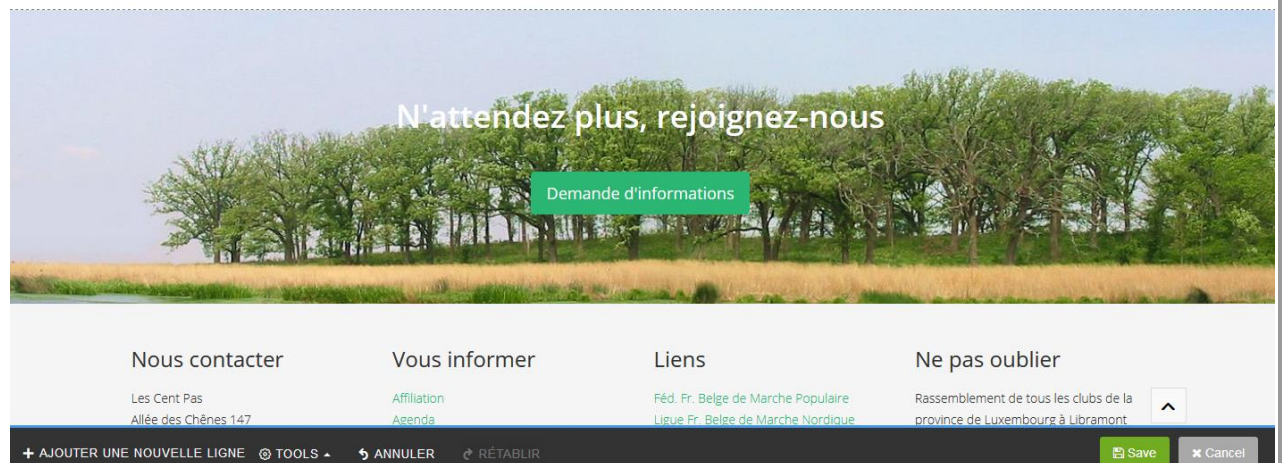 N'attendez plus, rejoignez-nous
Demande d'informations
Nous contacter
Les Cent Pas
Allée des Chênes 147
Vous informer
Affiliation
Agenda
Liens
Féd. Fr. Belge de Marche Populaire
Ligue Fr. Belge de Marche Nordique
Ne pas oublier
Rassemblement de tous les clubs de la
province de Luxembourg à Libramont
+ AJOUTER UNE NOUVELLE LIGNE TOOLS ANNULER RÉTABLIR Save × Cancel